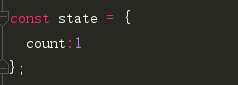 const state = {
  count:1
};